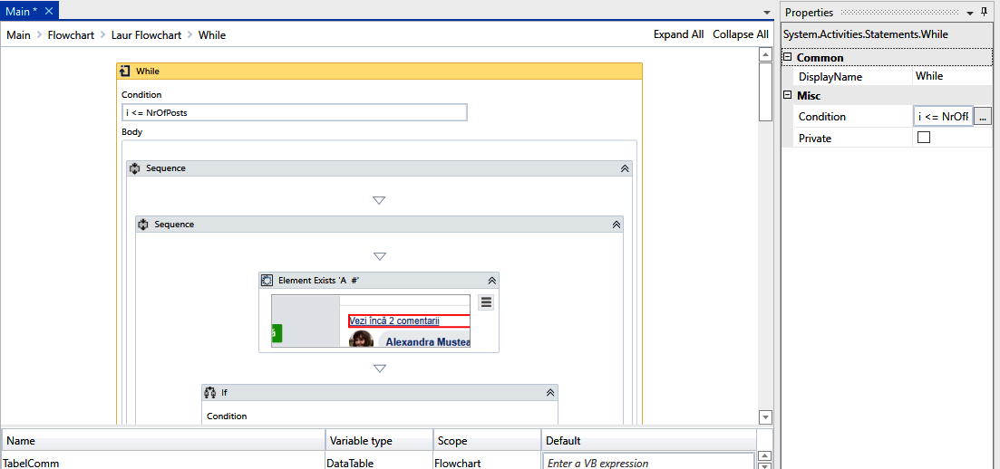 Main * ✕
Main > Flowchart > Laur Flowchart > While
Expand All Collapse All
While
Condition
i <= NrOfPosts
Body
Sequence
Sequence
Element Exists 'A #'
Vezi încă 2 comentarii
Alexandra Mustea
If
Condition
Name Variable type Scope Default
TabelComm DataTable Flowchart Enter a VB expression
Properties
System.Activities.Statements.While
Common
DisplayName While
Misc
Condition i <= NrOf ...
Private